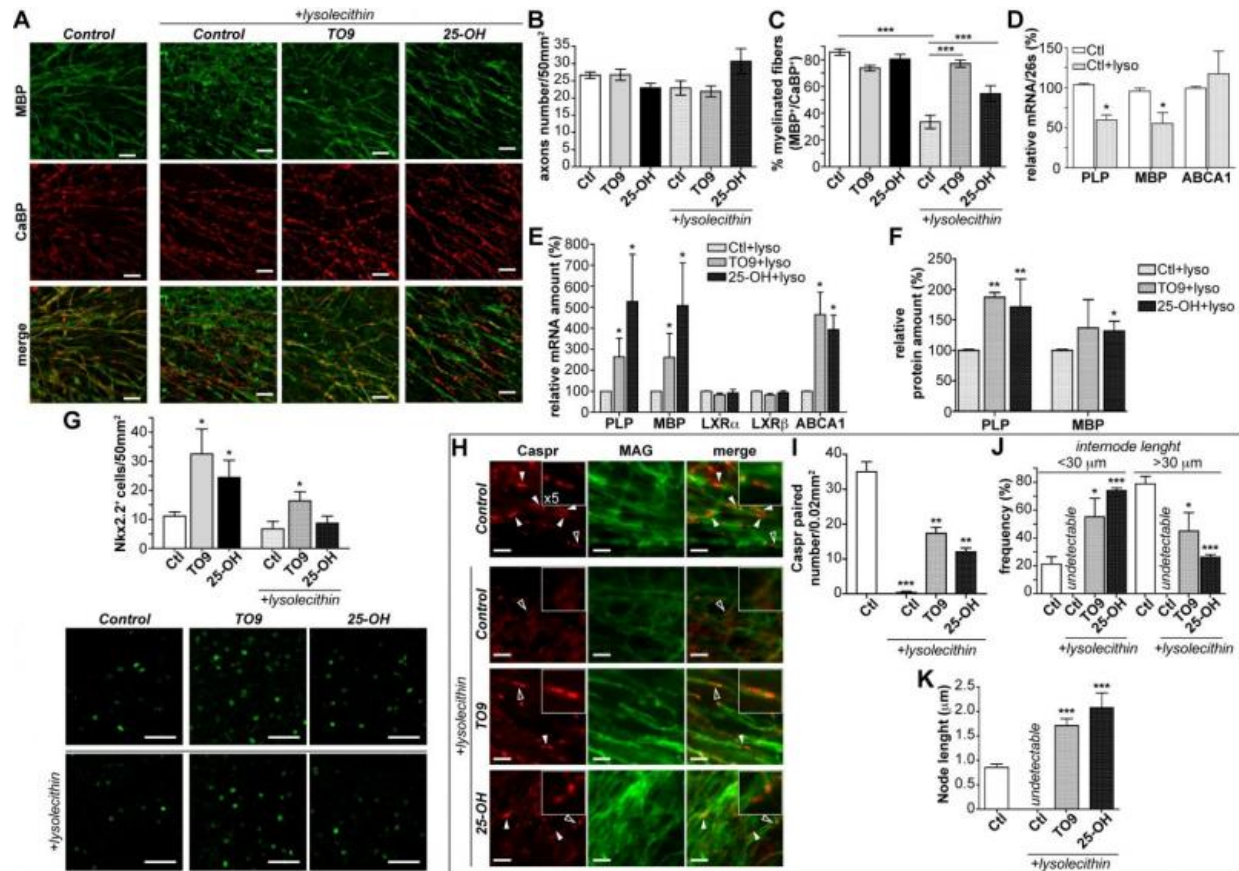 A
+lysolecithin
Control Control TO9 25-OH
MBP
CaBP
merge
B
axons number/50mm²
40
35
30
25
20
15
10
5
0
Ctl TO9 25-OH Ctl TO9 25-OH
+lysolecithin
C
% myelinated fibers
(MBP⁺/CaBP⁺)
80
60
40
20
0
*** *** ***
Ctl TO9 25-OH Ctl TO9 25-OH
+lysolecithin
D
relative mRNA/26s (%)
150
100
50
0
Ctl
Ctl+lyso
* *
PLP MBP ABCA1
E
relative mRNA amount (%)
1000
800
600
400
200
100
0
Ctl+lyso
TO9+lyso
25-OH+lyso
* * * * * *
PLP MBP LXRα LXRβ ABCA1
F
relative
protein amount (%)
200
150
100
50
0
** ** *
Ctl+lyso
TO9+lyso
25-OH+lyso
PLP MBP
G
Nkx2.2⁺ cells/50mm²
50
40
30
20
10
0
* * *
Ctl TO9 25-OH Ctl TO9 25-OH
+lysolecithin
Control TO9 25-OH
+lysolecithin
H
Caspr MAG merge
Control
x5
Control
TO9
25-OH
+lysolecithin
I
Caspr paired
number/0.02mm²
40
30
20
10
0
*** ** **
Ctl Ctl TO9 25-OH
+lysolecithin
J
internode lenght
<30 μm >30 μm
frequency (%)
80
60
40
20
0
undetectable * *** undetectable * ***
Ctl Ctl TO9 25-OH Ctl Ctl TO9 25-OH
+lysolecithin +lysolecithin
K
Node lenght (μm)
2.5
2.0
1.5
1.0
0.5
0
undetectable *** ***
Ctl Ctl TO9 25-OH
+lysolecithin